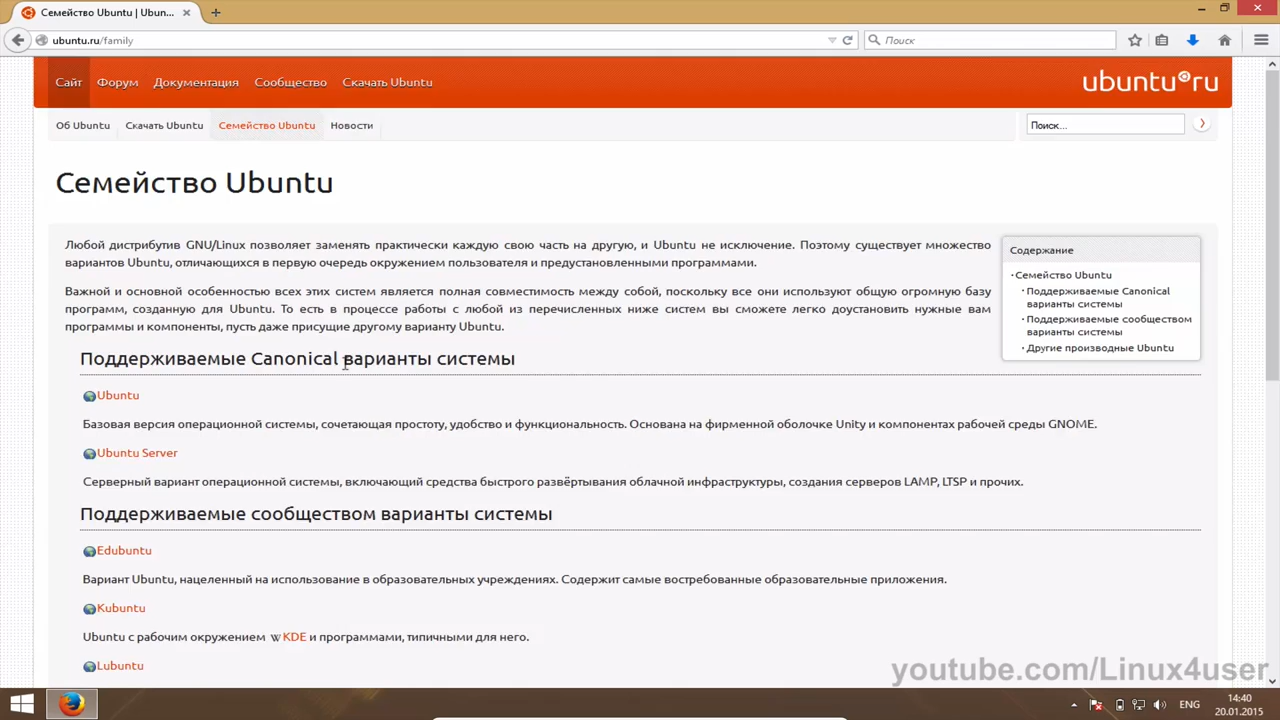 Семейство Ubuntu | Ubun...
ubuntu.ru/family
Поиск
Сайт Форум Документация Сообщество Скачать Ubuntu
ubuntu ru
Об Ubuntu Скачать Ubuntu Семейство Ubuntu Новости
Поиск...
Семейство Ubuntu
Любой дистрибутив GNU/Linux позволяет заменять практически каждую свою часть на другую, и Ubuntu не исключение. Поэтому существует множество
вариантов Ubuntu, отличающихся в первую очередь окружением пользователя и предустановленными программами.
Важной и основной особенностью всех этих систем является полная совместимость между собой, поскольку все они используют общую огромную базу
программ, созданную для Ubuntu. То есть в процессе работы с любой из перечисленных ниже систем вы сможете легко доустановить нужные вам
программы и компоненты, пусть даже присущие другому варианту Ubuntu.
Содержание
· Семейство Ubuntu
· Поддерживаемые Canonical
варианты системы
· Поддерживаемые сообществом
варианты системы
· Другие производные Ubuntu
Поддерживаемые Canonical варианты системы
Ubuntu
Базовая версия операционной системы, сочетающая простоту, удобство и функциональность. Основана на фирменной оболочке Unity и компонентах рабочей среды GNOME.
Ubuntu Server
Серверный вариант операционной системы, включающий средства быстрого развёртывания облачной инфраструктуры, создания серверов LAMP, LTSP и прочих.
Поддерживаемые сообществом варианты системы
Edubuntu
Вариант Ubuntu, нацеленный на использование в образовательных учреждениях. Содержит самые востребованные образовательные приложения.
Kubuntu
Ubuntu с рабочим окружением W KDE и программами, типичными для него.
Lubuntu
youtube.com/Linux4user
ENG
14:40
20.01.2015